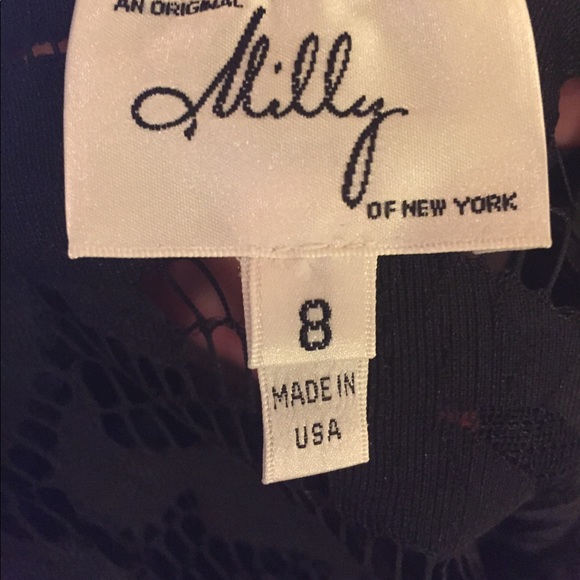 AN ORIGINAL
Milly
OF NEW YORK
8
MADE IN
USA